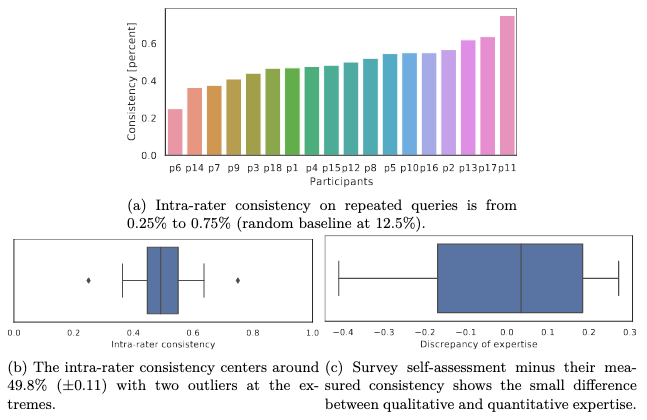 Consistency [percent]
0.6
0.4
0.2
0.0
p6 p14 p7 p9 p3 p18 p1 p4 p15 p12 p8 p5 p10 p16 p2 p13 p17 p11
Participants
(a) Intra-rater consistency on repeated queries is from
0.25% to 0.75% (random baseline at 12.5%).
0.0 0.2 0.4 0.6 0.8 1.0
Intra-rater consistency
−0.4 −0.3 −0.2 −0.1 0.0 0.1 0.2 0.3
Discrepancy of expertise
(b) The intra-rater consistency centers around
49.8% (±0.11) with two outliers at the ex-
tremes.
(c) Survey self-assessment minus their mea-
sured consistency shows the small difference
between qualitative and quantitative expertise.